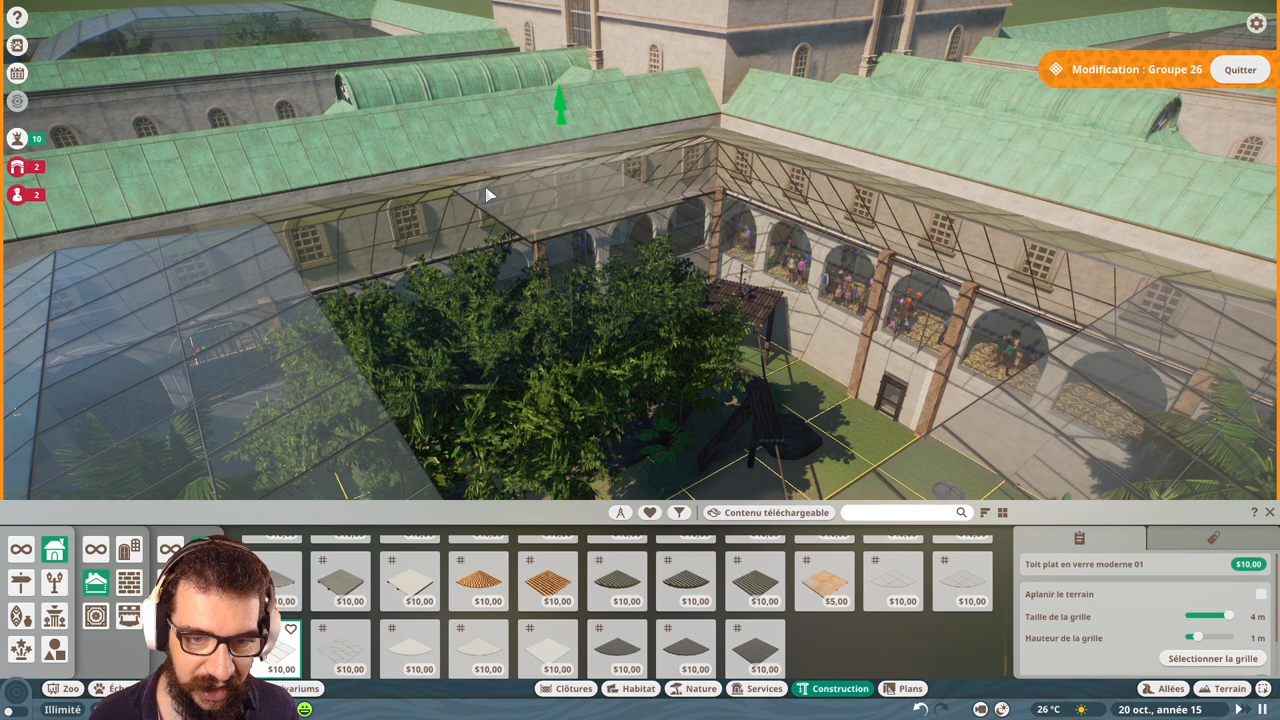 ?
Modification : Groupe 26
Quitter
10
2
2
Contenu téléchargeable
?
$10,00 $10,00 $10,00 $10,00 $10,00 $10,00 $10,00 $5,00 $10,00 $10,00
$10,00 $10,00 $10,00 $10,00 $10,00 $10,00 $10,00 $10,00
Toit plat en verre moderne 01
$10,00
Aplanir le terrain
Taille de la grille
4 m
Hauteur de la grille
1 m
Sélectionner la grille
Zoo
Clôtures
Habitat
Nature
Services
Construction
Plans
Allées
Terrain
Illimité
26 °C
20 oct., année 15